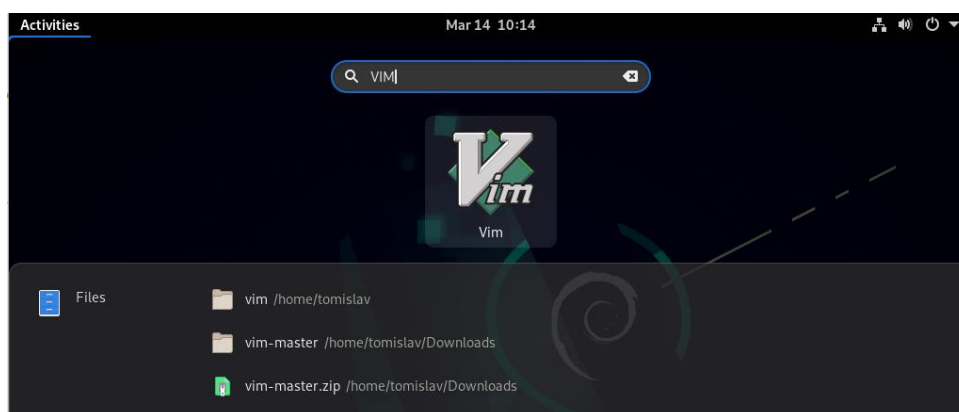 Activities Mar 14 10:14
VIM
Vim
Vim
Files
vim /home/tomislav
vim-master /home/tomislav/Downloads
vim-master.zip /home/tomislav/Downloads